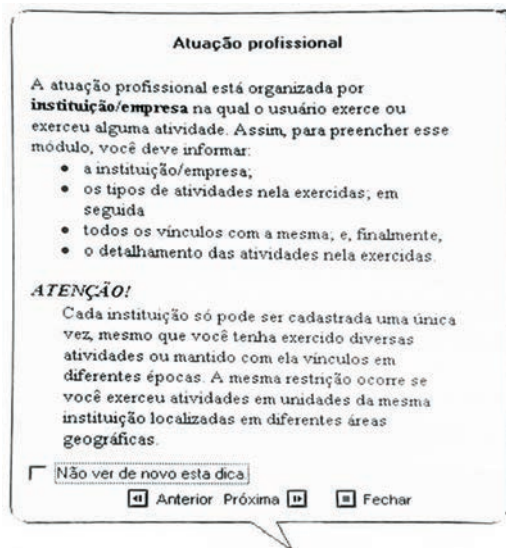 Atuação profissional
A atuação profissional está organizada por
instituição/empresa na qual o usuário exerce ou
exerceu alguma atividade. Assim, para preencher esse
módulo, você deve informar:
• a instituição/empresa;
• os tipos de atividades nela exercidas; em
seguida
• todos os vínculos com a mesma; e, finalmente,
• o detalhamento das atividades nela exercidas.
ATENÇÃO!
Cada instituição só pode ser cadastrada uma única
vez, mesmo que você tenha exercido diversas
atividades ou mantido com ela vínculos em
diferentes épocas. A mesma restrição ocorre se
você exerceu atividades em unidades da mesma
instituição localizadas em diferentes áreas
geográficas.
Não ver de novo esta dica.
Anterior Próxima Fechar